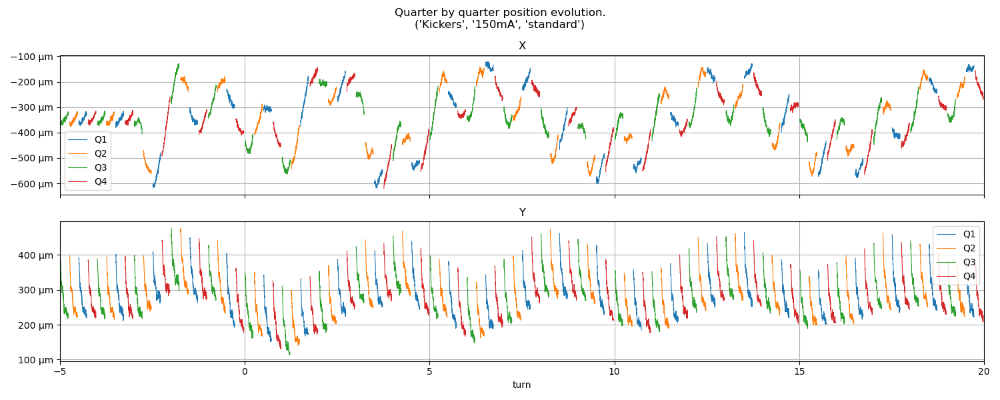 Quarter by quarter position evolution.
('Kickers', '150mA', 'standard')
X
−100 µm
−200 µm
−300 µm
−400 µm
−500 µm
−600 µm
Q1
Q2
Q3
Q4
Y
400 µm
300 µm
200 µm
100 µm
Q1
Q2
Q3
Q4
−5
0
5
10
15
20
turn